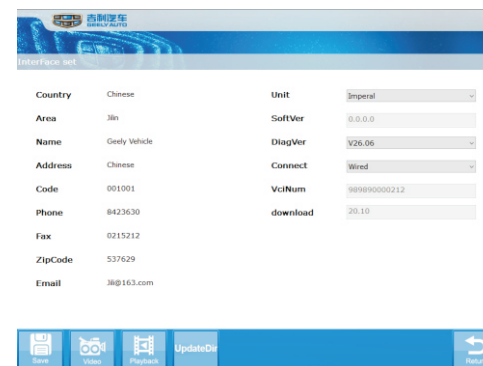 吉利汽车
GEELY AUTO
InterFace set
Country Chinese Unit Imperal
Area Jilin SoftVer 0.0.0.0
Name Geely Vehicle DiagVer V26.06
Address Chinese Connect Wired
Code 001001 VciNum 989890000212
Phone 8423630 download 20.10
Fax 0215212
ZipCode 537629
Email Jili@163.com
Save Video Playback UpdateDir Return